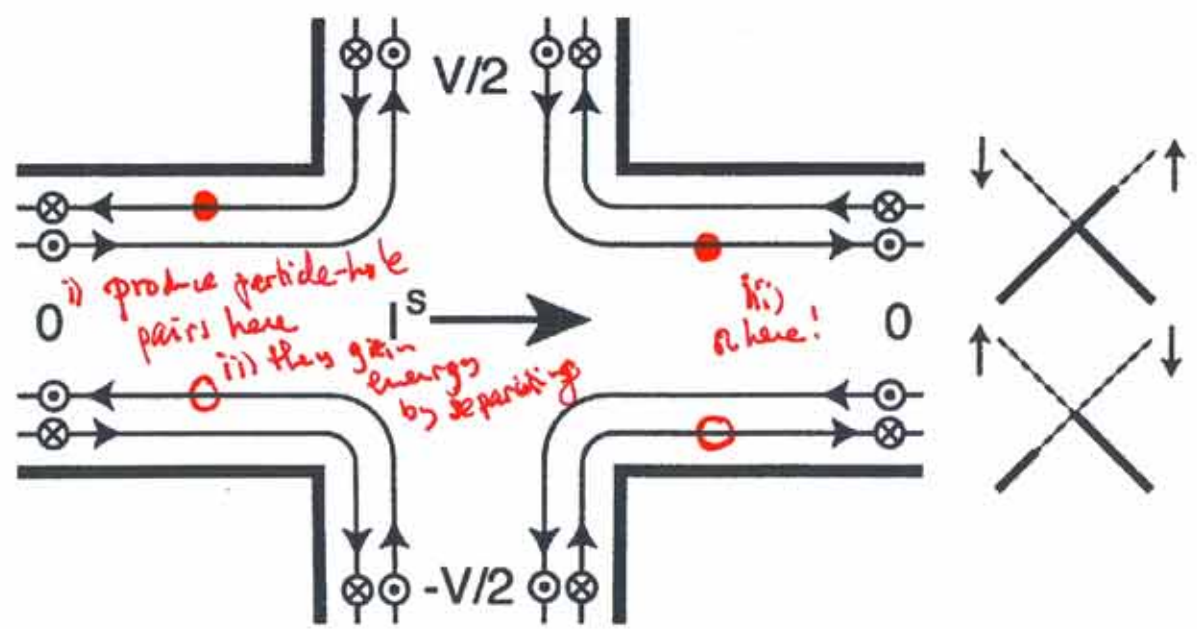 V/2
i) produce particle-hole
pairs here
ii) they gain
energy
by separating
0
I^S
iii)
or here!
0
-V/2